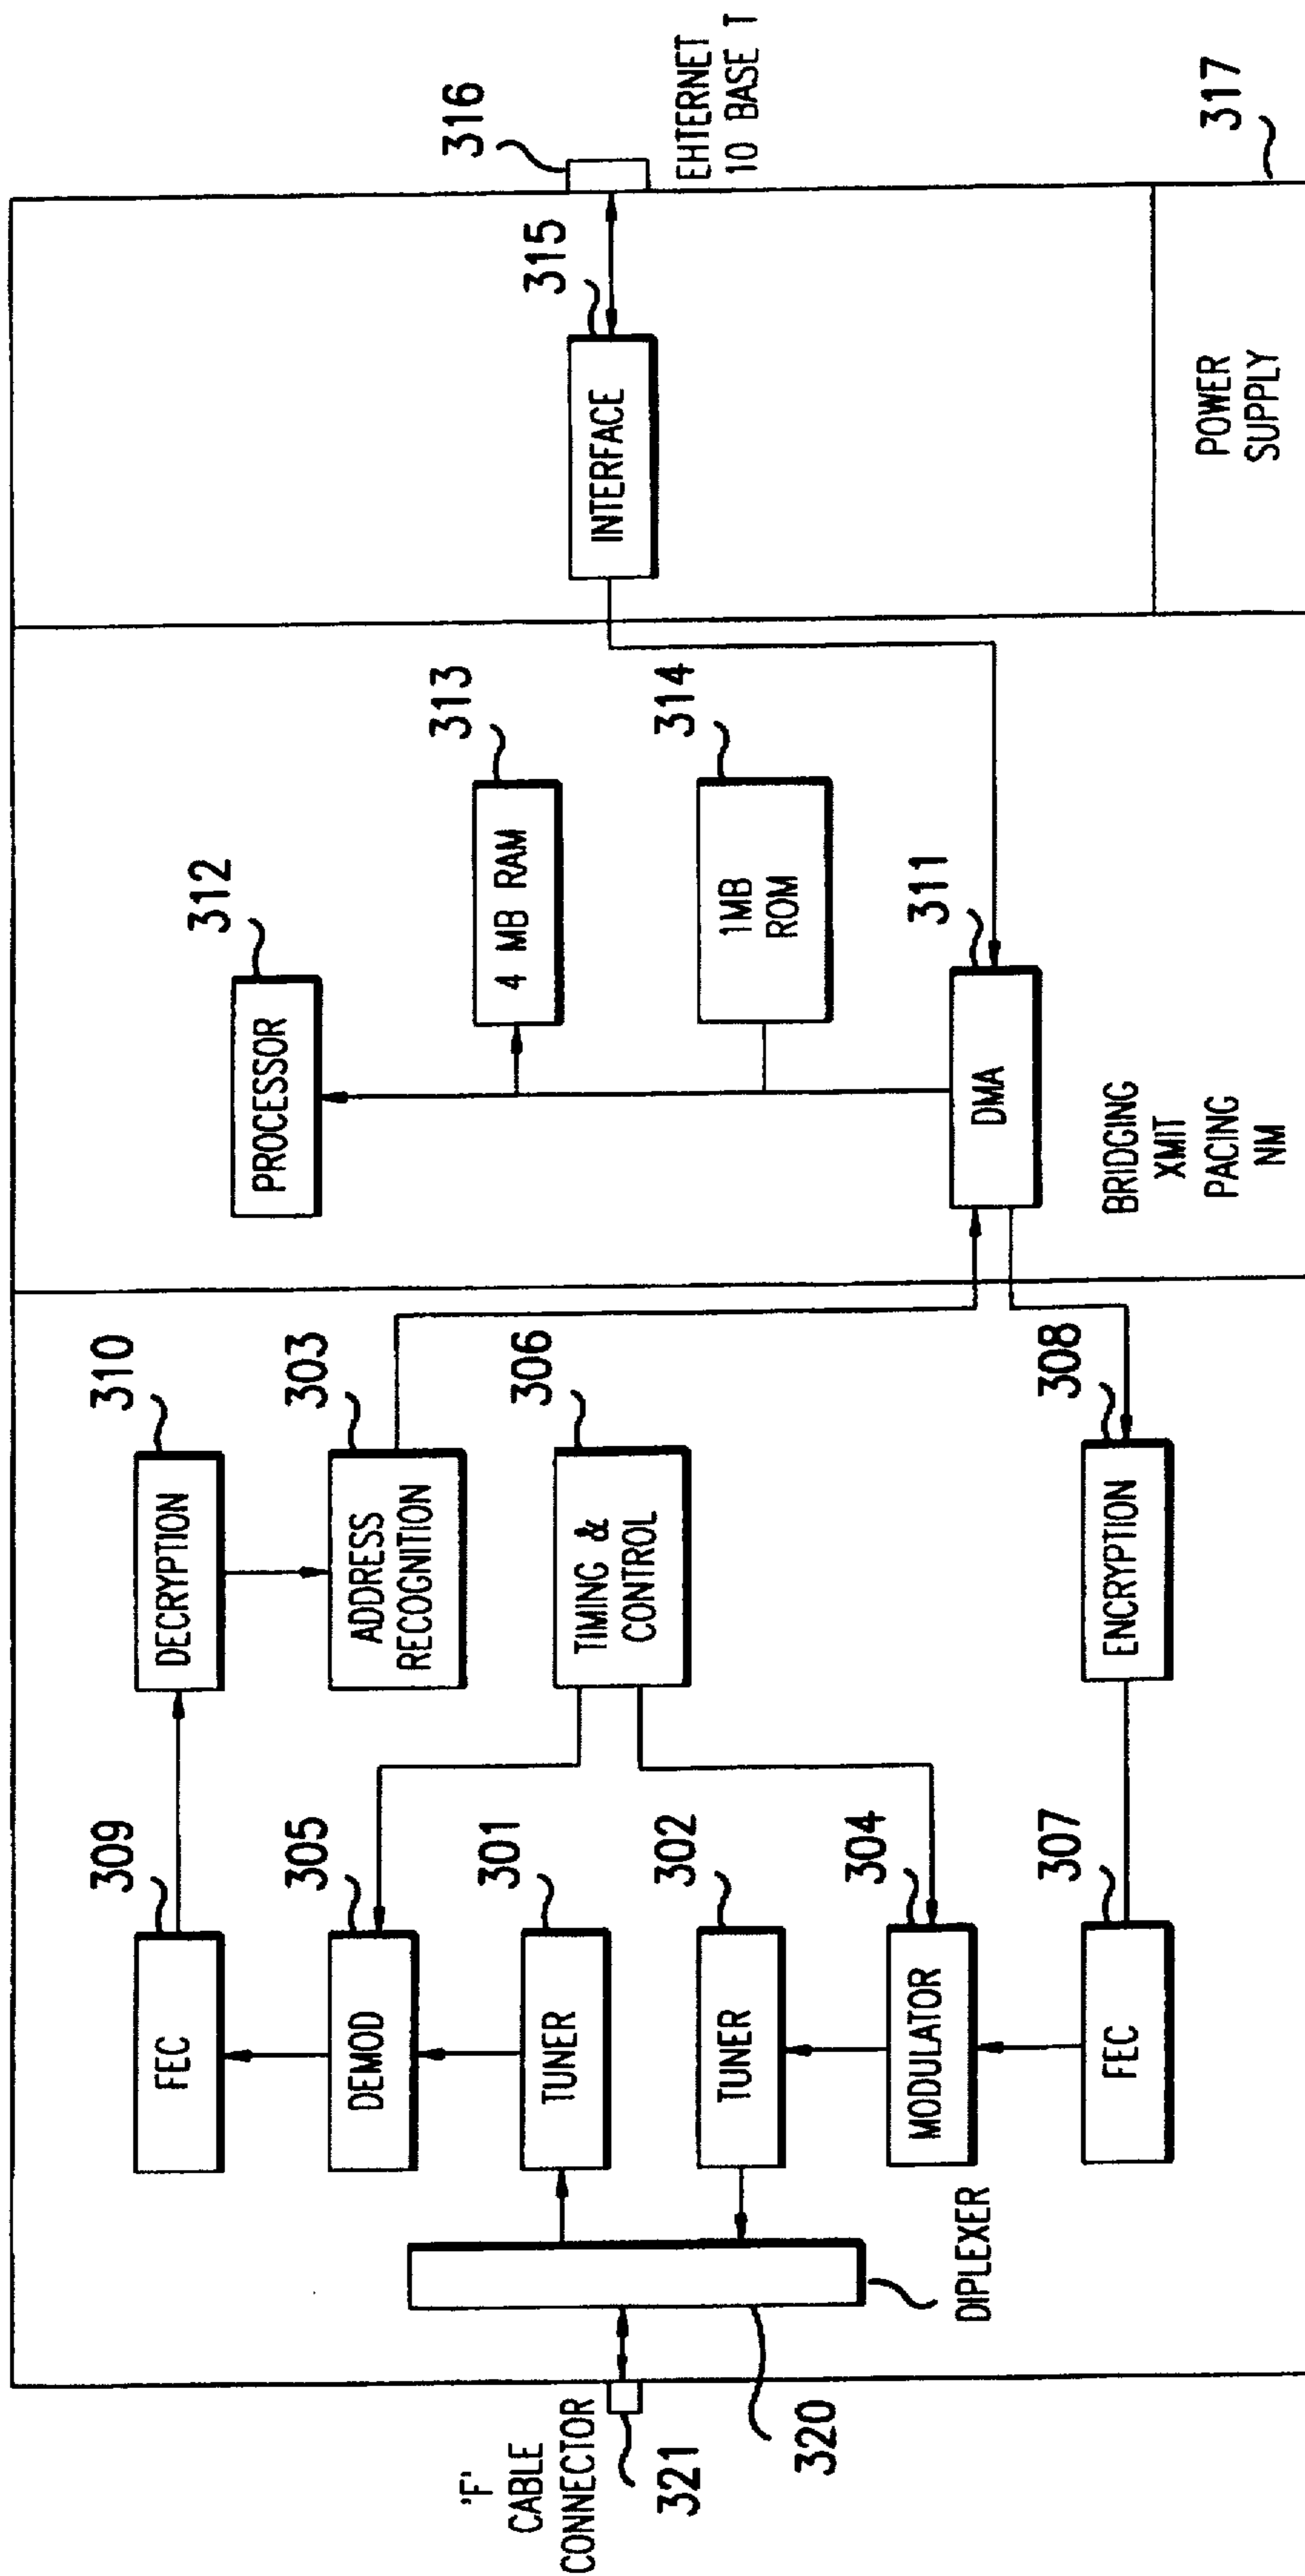 'F'
CABLE
CONNECTOR
321
320
DIPLEXER
FEC
309
DEMOD
305
TUNER
301
TUNER
302
MODULATOR
304
FEC
307
DECRYPTION
310
ADDRESS
RECOGNITION
303
TIMING &
CONTROL
306
ENCRYPTION
308
PROCESSOR
312
4 MB RAM
313
1MB
ROM
314
DMA
311
BRIDGING
XMIT
PACING
NM
INTERFACE
315
316
EHTERNET
10 BASE T
POWER
SUPPLY
317